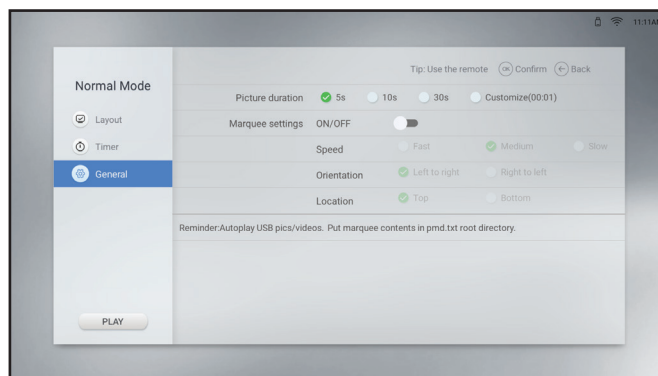 11:11AM
Tip: Use the remote OK Confirm Back
Normal Mode
Layout
Timer
General
PLAY
Picture duration 5s 10s 30s Customize(00:01)
Marquee settings ON/OFF
Speed Fast Medium Slow
Orientation Left to right Right to left
Location Top Bottom
Reminder:Autoplay USB pics/videos. Put marquee contents in pmd.txt root directory.